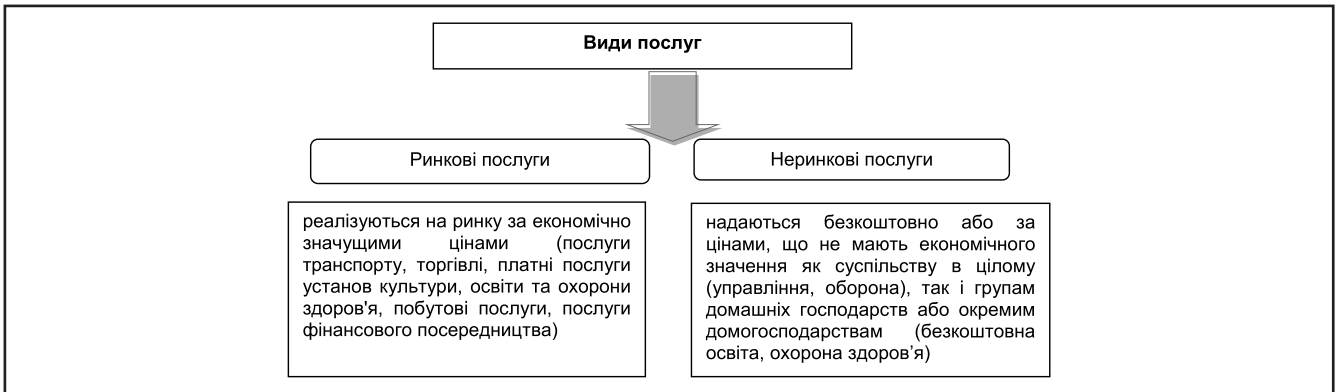 Види послуг
Ринкові послуги
Неринкові послуги
реалізуються на ринку за економічно
значущими цінами (послуги
транспорту, торгівлі, платні послуги
установ культури, освіти та охорони
здоров'я, побутові послуги, послуги
фінансового посередництва)
надаються безкоштовно або за
цінами, що не мають економічного
значення як суспільству в цілому
(управління, оборона), так і групам
домашніх господарств або окремим
домогосподарствам (безкоштовна
освіта, охорона здоров’я)